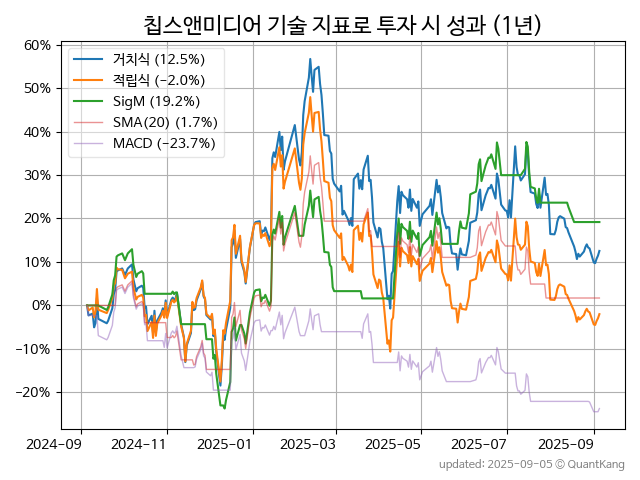 칩스앤미디어 기술 지표로 투자 시 성과 (1년)
60%
50%
40%
30%
20%
10%
0%
−10%
−20%
거치식 (12.5%)
적립식 (−2.0%)
SigM (19.2%)
SMA(20) (1.7%)
MACD (−23.7%)
2024-09 2024-11 2025-01 2025-03 2025-05 2025-07 2025-09
updated: 2025-09-05 © QuantKang